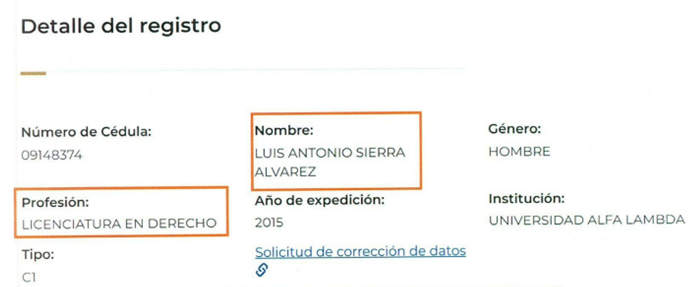 Detalle del registro
Número de Cédula:
09148374
Nombre:
LUIS ANTONIO SIERRA
ALVAREZ
Género:
HOMBRE
Profesión:
LICENCIATURA EN DERECHO
Año de expedición:
2015
Institución:
UNIVERSIDAD ALFA LAMBDA
Tipo:
C1
Solicitud de corrección de datos